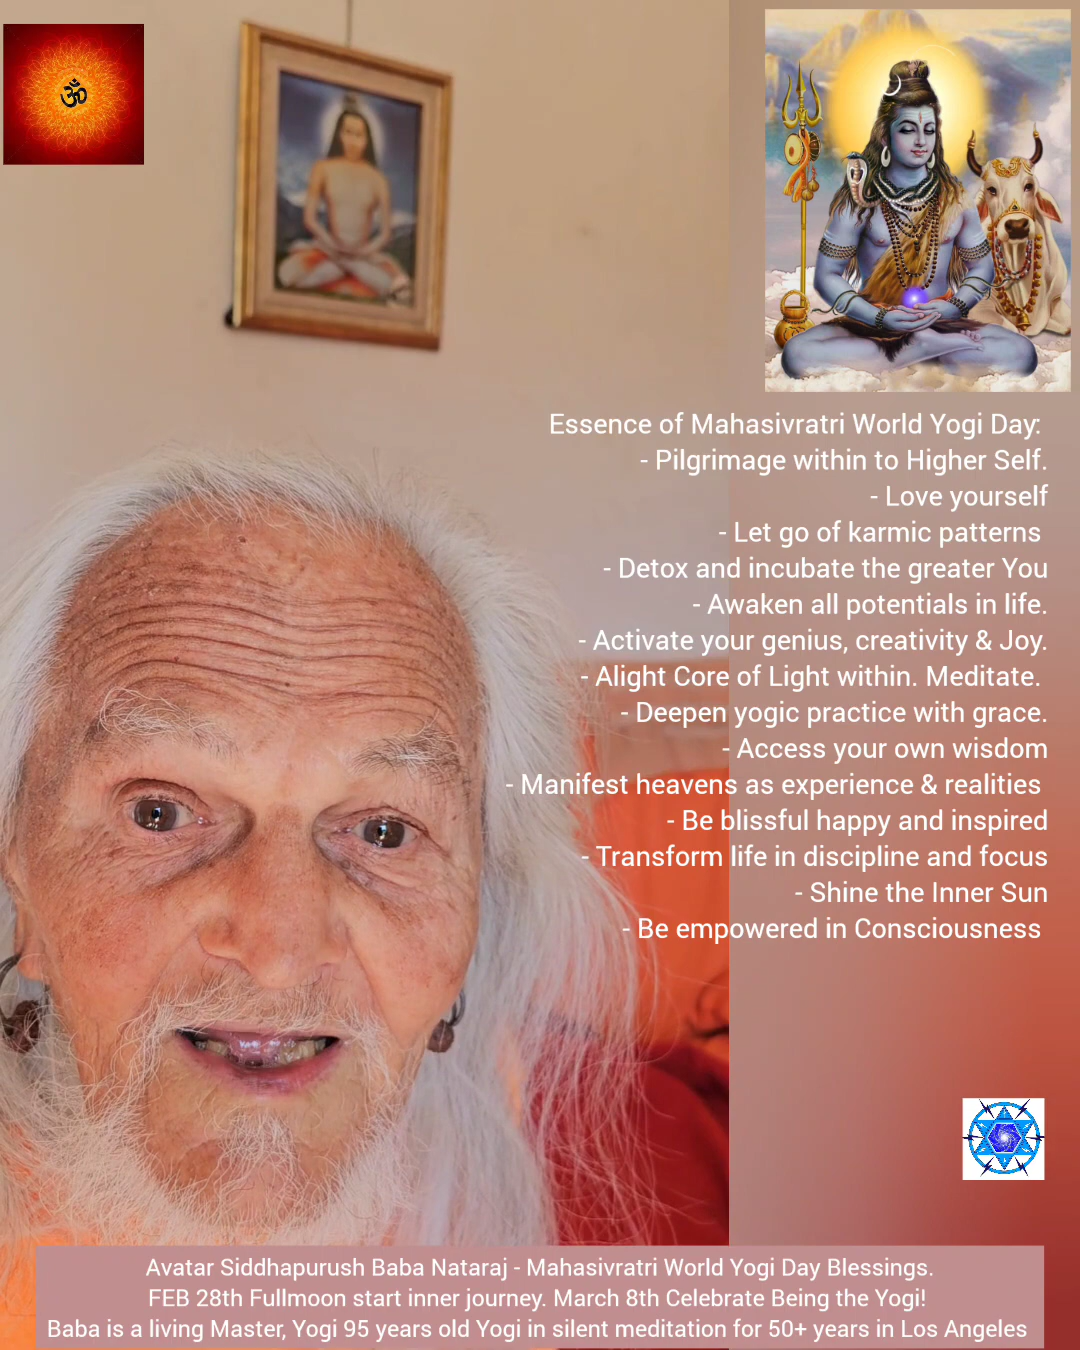 ॐ
Essence of Mahasivratri World Yogi Day:
- Pilgrimage within to Higher Self.
- Love yourself
- Let go of karmic patterns
- Detox and incubate the greater You
- Awaken all potentials in life.
- Activate your genius, creativity & Joy.
- Alight Core of Light within. Meditate.
- Deepen yogic practice with grace.
- Access your own wisdom
- Manifest heavens as experience & realities
- Be blissful happy and inspired
- Transform life in discipline and focus
- Shine the Inner Sun
- Be empowered in Consciousness
Avatar Siddhapurush Baba Nataraj - Mahasivratri World Yogi Day Blessings.
FEB 28th Fullmoon start inner journey. March 8th Celebrate Being the Yogi!
Baba is a living Master, Yogi 95 years old Yogi in silent meditation for 50+ years in Los Angeles